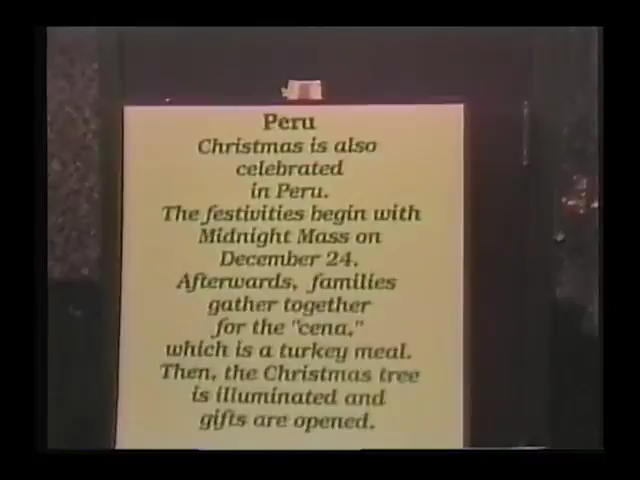 Peru
Christmas is also
celebrated
in Peru.
The festivities begin with
Midnight Mass on
December 24.
Afterwards, families
gather together
for the "cena,"
which is a turkey meal.
Then, the Christmas tree
is illuminated and
gifts are opened.